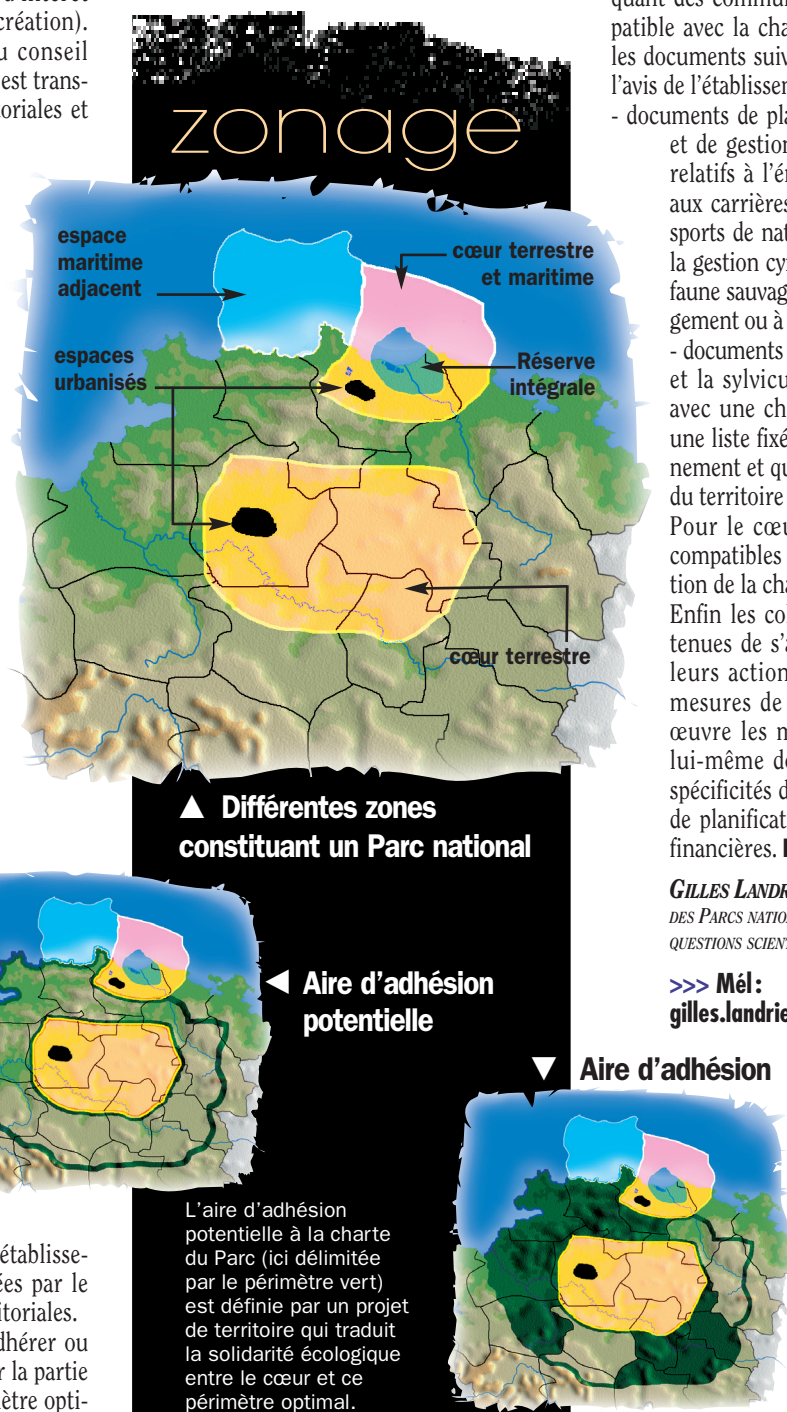 création).
conseil
est trans-
oriales et
zonage
espace
maritime
adjacent
cœur terrestre
et maritime
espaces
urbanisés
Réserve
intégrale
cœur terrestre
▲ Différentes zones
constituant un Parc national
◀ Aire d'adhésion
potentielle
▼ Aire d'adhésion
L'aire d'adhésion
potentielle à la charte
du Parc (ici délimitée
par le périmètre vert)
est définie par un projet
de territoire qui traduit
la solidarité écologique
entre le cœur et ce
périmètre optimal.
établisse-
ées par le
itoriales.
dhérer ou
r la partie
mètre opti-
quant des commun
patible avec la cha
les documents suiv
l'avis de l'établissem
- documents de pla
et de gestion
relatifs à l'é
aux carrières
sports de nat
la gestion cy
faune sauvag
gement ou à
- documents
et la sylvicu
avec une ch
une liste fixé
nement et qu
du territoire
Pour le cœu
compatibles
tion de la cha
Enfin les col
tenues de s'a
leurs action
mesures de
œuvre les m
lui-même de
spécificités d
de planificat
financières.
GILLES LANDR
DES PARCS NATIO
QUESTIONS SCIENT
>>> Mél :
gilles.landrie